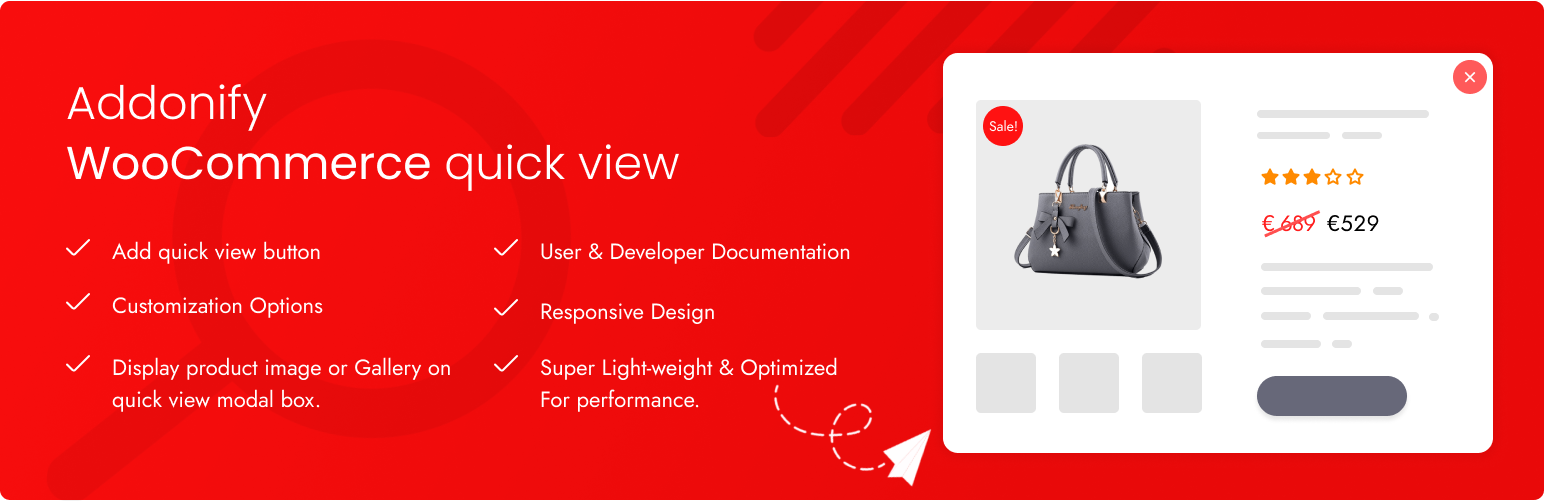 Addonify
WooCommerce quick view
Add quick view button
Customization Options
Display product image or Gallery on
quick view modal box.
User & Developer Documentation
Responsive Design
Super Light-weight & Optimized
For performance.
Sale!
€ 689 €529